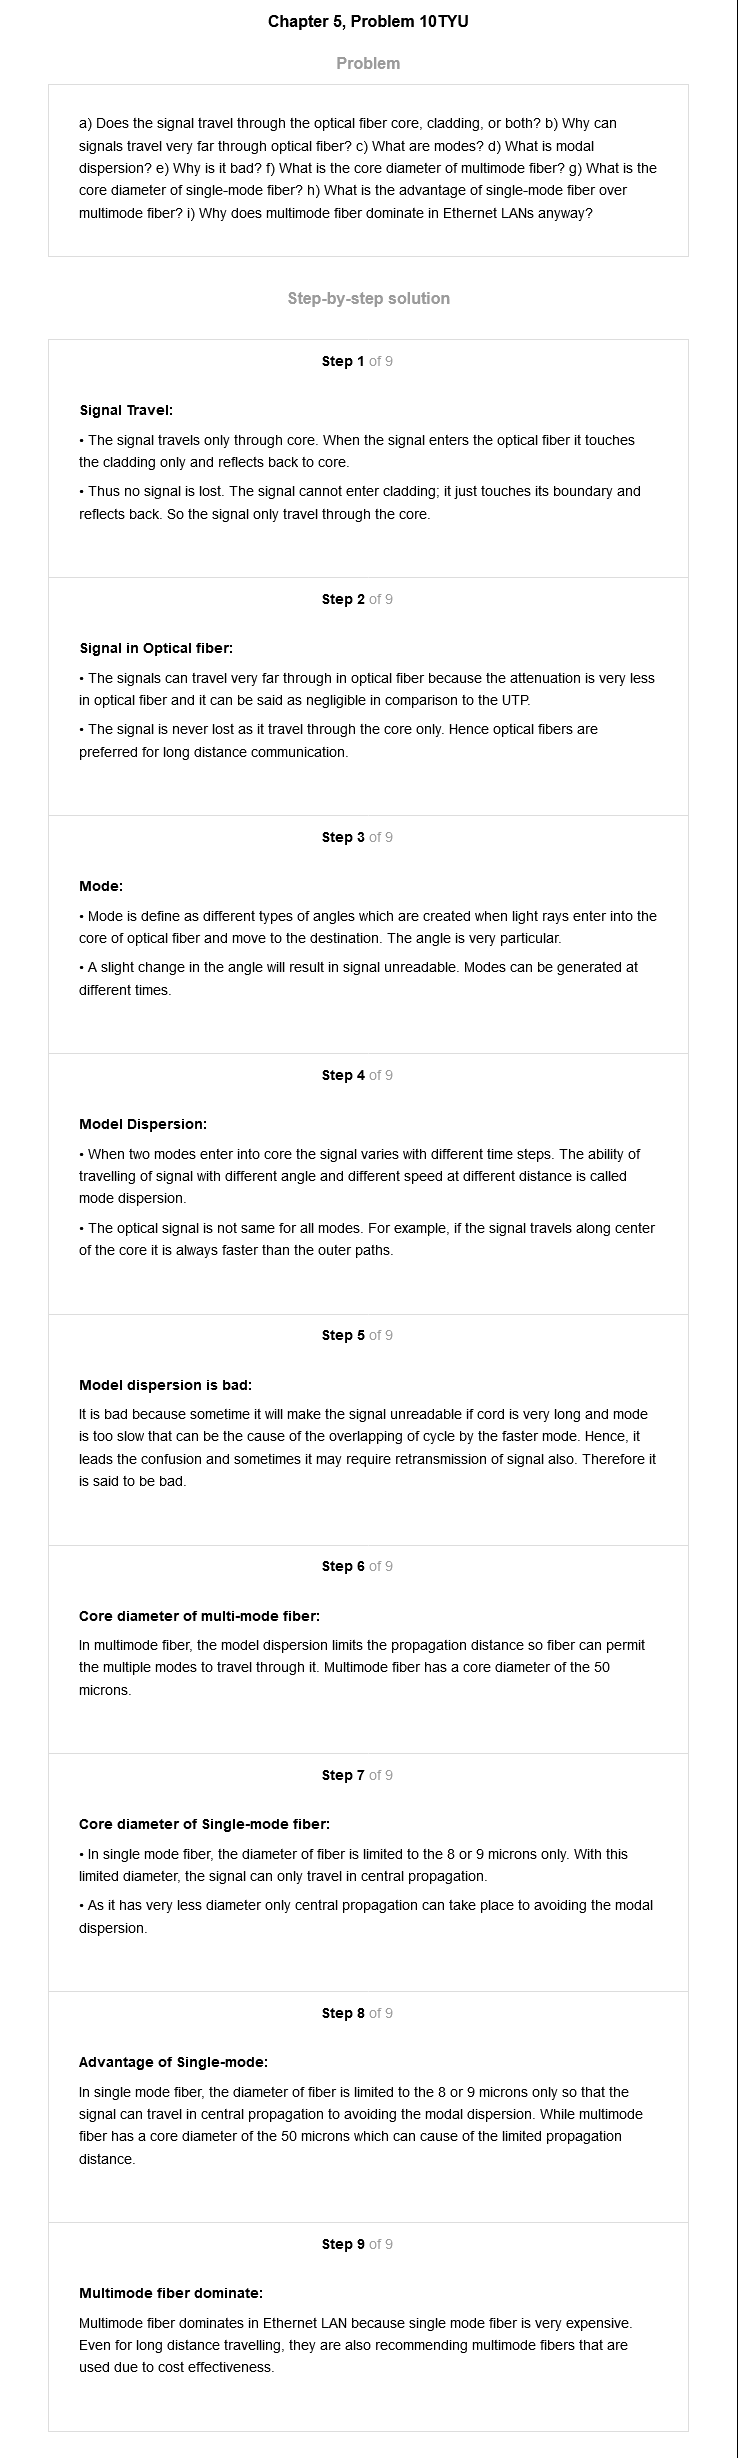 Chapter 5, Problem 10TYU
Problem
a) Does the signal travel through the optical fiber core, cladding, or both? b) Why can
signals travel very far through optical fiber? c) What are modes? d) What is modal
dispersion? e) Why is it bad? f) What is the core diameter of multimode fiber? g) What is the
core diameter of single-mode fiber? h) What is the advantage of single-mode fiber over
multimode fiber? i) Why does multimode fiber dominate in Ethernet LANs anyway?
Step-by-step solution
Step 1 of 9
Signal Travel:
• The signal travels only through core. When the signal enters the optical fiber it touches
the cladding only and reflects back to core.
• Thus no signal is lost. The signal cannot enter cladding; it just touches its boundary and
reflects back. So the signal only travel through the core.
Step 2 of 9
Signal in Optical fiber:
• The signals can travel very far through in optical fiber because the attenuation is very less
in optical fiber and it can be said as negligible in comparison to the UTP.
• The signal is never lost as it travel through the core only. Hence optical fibers are
preferred for long distance communication.
Step 3 of 9
Mode:
• Mode is define as different types of angles which are created when light rays enter into the
core of optical fiber and move to the destination. The angle is very particular.
• A slight change in the angle will result in signal unreadable. Modes can be generated at
different times.
Step 4 of 9
Model Dispersion:
• When two modes enter into core the signal varies with different time steps. The ability of
travelling of signal with different angle and different speed at different distance is called
mode dispersion.
• The optical signal is not same for all modes. For example, if the signal travels along center
of the core it is always faster than the outer paths.
Step 5 of 9
Model dispersion is bad:
It is bad because sometime it will make the signal unreadable if cord is very long and mode
is too slow that can be the cause of the overlapping of cycle by the faster mode. Hence, it
leads the confusion and sometimes it may require retransmission of signal also. Therefore it
is said to be bad.
Step 6 of 9
Core diameter of multi-mode fiber:
In multimode fiber, the model dispersion limits the propagation distance so fiber can permit
the multiple modes to travel through it. Multimode fiber has a core diameter of the 50
microns.
Step 7 of 9
Core diameter of Single-mode fiber:
• In single mode fiber, the diameter of fiber is limited to the 8 or 9 microns only. With this
limited diameter, the signal can only travel in central propagation.
• As it has very less diameter only central propagation can take place to avoiding the modal
dispersion.
Step 8 of 9
Advantage of Single-mode:
In single mode fiber, the diameter of fiber is limited to the 8 or 9 microns only so that the
signal can travel in central propagation to avoiding the modal dispersion. While multimode
fiber has a core diameter of the 50 microns which can cause of the limited propagation
distance.
Step 9 of 9
Multimode fiber dominate:
Multimode fiber dominates in Ethernet LAN because single mode fiber is very expensive.
Even for long distance travelling, they are also recommending multimode fibers that are
used due to cost effectiveness.